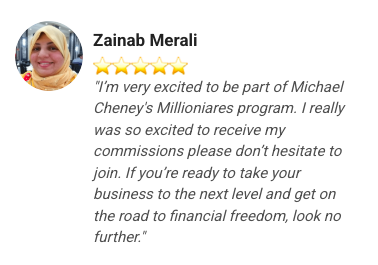 Zainab Merali
"I'm very excited to be part of Michael
Cheney's Millioniares program. I really
was so excited to receive my
commissions please don't hesitate to
join. If you're ready to take your
business to the next level and get on
the road to financial freedom, look no
further."